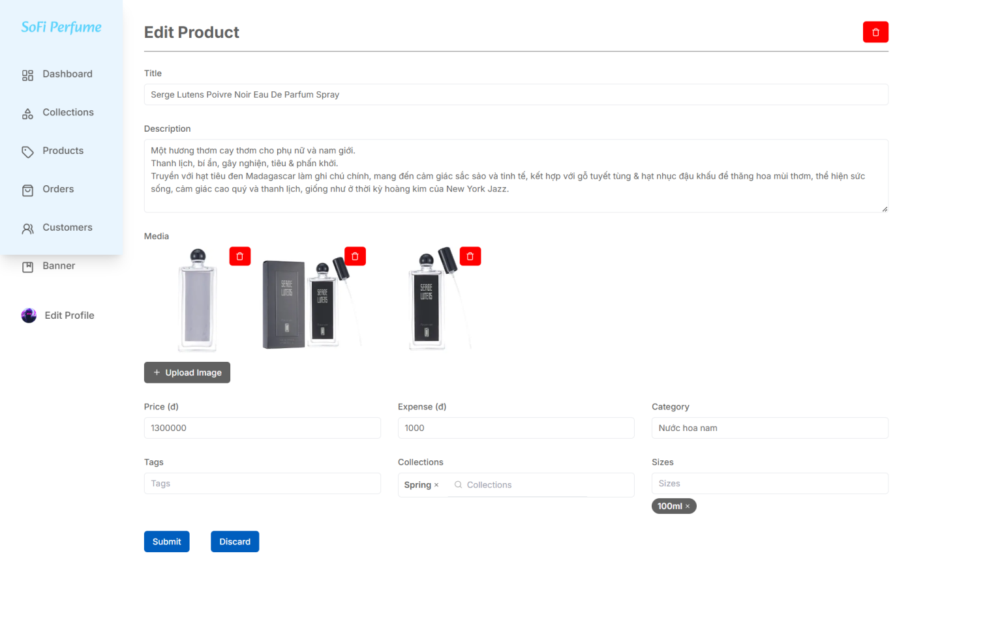 SoFi Perfume
Dashboard
Collections
Products
Orders
Customers
Banner
Edit Profile
Edit Product
Title
Serge Lutens Poivre Noir Eau De Parfum Spray
Description
Một hương thơm cay thơm cho phụ nữ và nam giới.
Thanh lịch, bí ẩn, gây nghiện, tiêu & phấn khởi.
Truyền với hạt tiêu đen Madagascar làm ghi chú chính, mang đến cảm giác sắc sảo và tinh tế, kết hợp với gỗ tuyết tùng & hạt nhục đậu khấu để thăng hoa mùi thơm, thể hiện sức
sống, cảm giác cao quý và thanh lịch, giống như ở thời kỳ hoàng kim của New York Jazz.
Media
SERGE
LUTENS
SERGE
LUTENS
SERGE
LUTENS
+ Upload Image
Price (đ)
Expense (đ)
Category
1300000
1000
Nước hoa nam
Tags
Collections
Sizes
Tags
Spring ×
Collections
Sizes
100ml ×
Submit
Discard